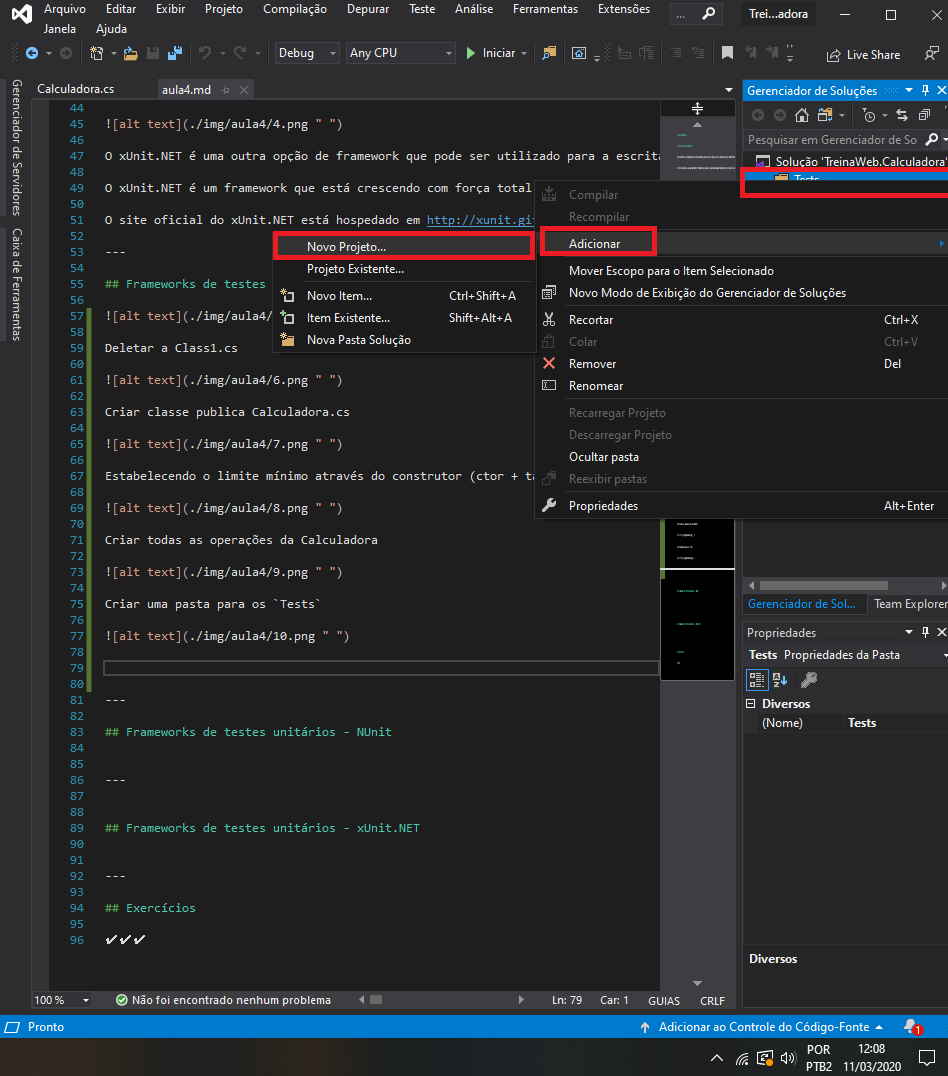 Arquivo Editar Exibir Projeto Compilação Depurar Teste Análise Ferramentas Extensões ... Trei...adora
Janela Ajuda
Debug Any CPU Iniciar Live Share
Gerenciador de Servidores
Caixa de Ferramentas
Calculadora.cs aula4.md
44
45 ![alt text](./img/aula4/4.png " ")
46
47 O xUnit.NET é uma outra opção de framework que pode ser utilizado para a escrita
48
49 O xUnit.NET é um framework que está crescendo com força total
50
51 O site oficial do xUnit.NET está hospedado em http://xunit.gi
52
53 ---
54
55 ## Frameworks de testes
56
57 ![alt text](./img/aula4/
58
59 Deletar a Class1.cs
60
61 ![alt text](./img/aula4/6.png " ")
62
63 Criar classe publica Calculadora.cs
64
65 ![alt text](./img/aula4/7.png " ")
66
67 Estabelecendo o limite mínimo através do construtor (ctor + ta
68
69 ![alt text](./img/aula4/8.png " ")
70
71 Criar todas as operações da Calculadora
72
73 ![alt text](./img/aula4/9.png " ")
74
75 Criar uma pasta para os `Tests`
76
77 ![alt text](./img/aula4/10.png " ")
78
79
80
81 ---
82
83 ## Frameworks de testes unitários - NUnit
84
85
86 ---
87
88
89 ## Frameworks de testes unitários - xUnit.NET
90
91
92 ---
93
94 ## Exercícios
95
96 ✔✔✔
Novo Projeto...
Projeto Existente...
Novo Item... Ctrl+Shift+A
Item Existente... Shift+Alt+A
Nova Pasta Solução
Compilar
Recompilar
Adicionar
Mover Escopo para o Item Selecionado
Novo Modo de Exibição do Gerenciador de Soluções
Recortar Ctrl+X
Colar Ctrl+V
Remover Del
Renomear
Recarregar Projeto
Descarregar Projeto
Ocultar pasta
Reexibir pastas
Propriedades Alt+Enter
Gerenciador de Soluções
Pesquisar em Gerenciador de So
Solução 'TreinaWeb.Calculadora'
Tests
Gerenciador de Sol... Team Explorer
Propriedades
Tests Propriedades da Pasta
Diversos
(Nome) Tests
Diversos
100 % Não foi encontrado nenhum problema Ln: 79 Car: 1 GUIAS CRLF
Pronto Adicionar ao Controle do Código-Fonte 1
POR 12:08
PTB2 11/03/2020